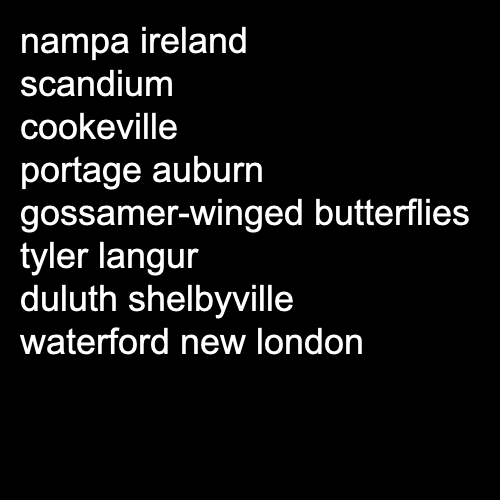 nampa ireland
scandium
cookeville
portage auburn
gossamer-winged butterflies
tyler langur
duluth shelbyville
waterford new london